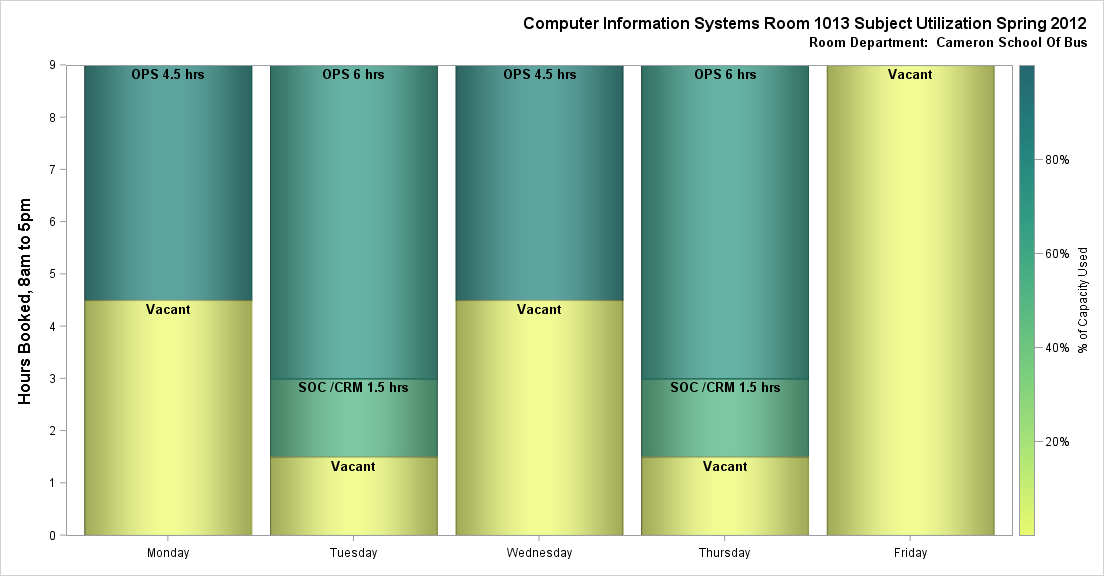 Computer Information Systems Room 1013 Subject Utilization Spring 2012
Room Department:  Cameron School Of Bus
Hours Booked, 8am to 5pm
9
8
7
6
5
4
3
2
1
0
OPS 4.5 hrs
Vacant
OPS 6 hrs
SOC /CRM 1.5 hrs
Vacant
OPS 4.5 hrs
Vacant
OPS 6 hrs
SOC /CRM 1.5 hrs
Vacant
Vacant
Monday
Tuesday
Wednesday
Thursday
Friday
80%
60%
40%
20%
% of Capacity Used